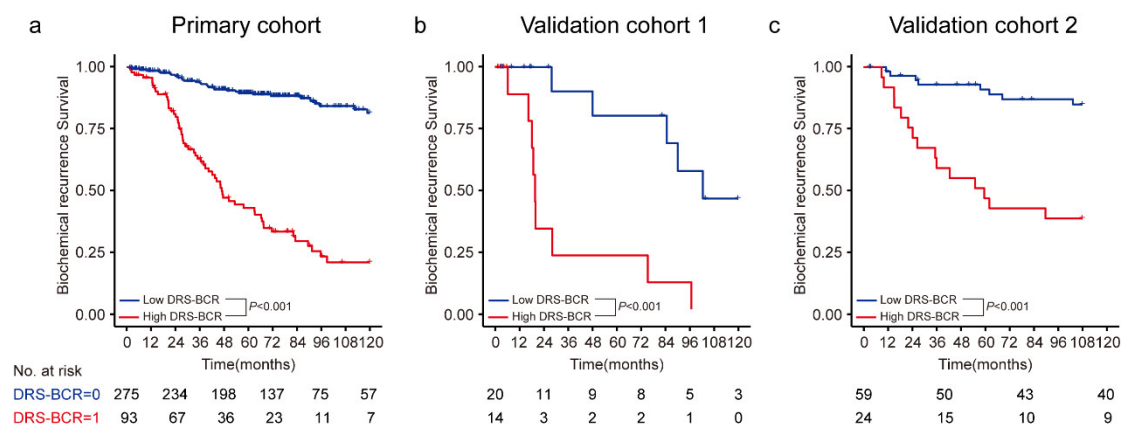 a Primary cohort
Biochemical recurrence Survival
1.00
0.75
0.50
0.25
0.00
Low DRS-BCR
High DRS-BCR
P<0.001
0 12 24 36 48 60 72 84 96 108 120
Time(months)
b Validation cohort 1
Biochemical recurrence Survival
1.00
0.75
0.50
0.25
0.00
Low DRS-BCR
High DRS-BCR
P<0.001
0 12 24 36 48 60 72 84 96 108 120
Time(months)
c Validation cohort 2
Biochemical recurrence Survival
1.00
0.75
0.50
0.25
0.00
Low DRS-BCR
High DRS-BCR
P<0.001
0 12 24 36 48 60 72 84 96 108 120
Time(months)
No. at risk
DRS-BCR=0 275 234 198 137 75 57 20 11 9 8 5 3 59 50 43 40
DRS-BCR=1 93 67 36 23 11 7 14 3 2 2 1 0 24 15 10 9